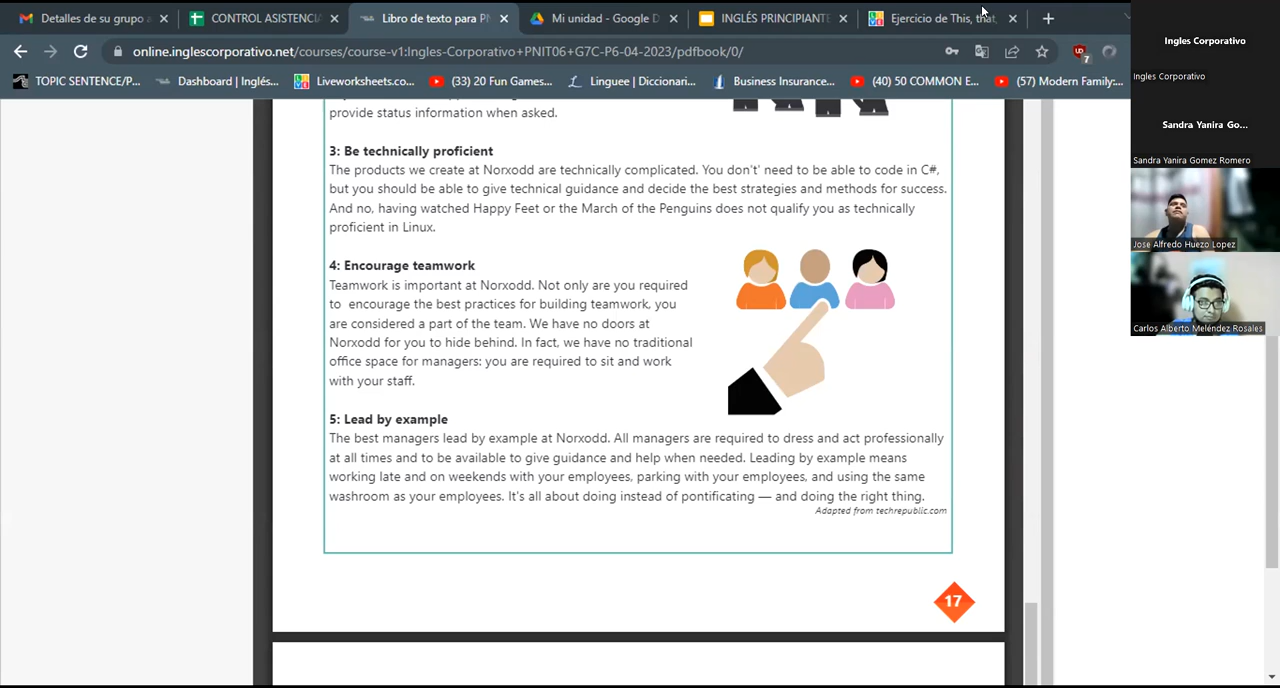 Detalles de su grupo a
CONTROL ASISTENCIA
Libro de texto para PN
Mi unidad - Google D
INGLÉS PRINCIPIANTE
Ejercicio de This, that,
online.inglescorporativo.net/courses/course-v1:Ingles-Corporativo+PNIT06+G7C-P6-04-2023/pdfbook/0/
7
TOPIC SENTENCE/P...
Dashboard | Inglés...
Liveworksheets.co...
(33) 20 Fun Games...
Linguee | Diccionari...
Business Insurance...
(40) 50 COMMON E...
(57) Modern Family:...
provide status information when asked.
3: Be technically proficient
The products we create at Norxodd are technically complicated. You don't' need to be able to code in C#,
but you should be able to give technical guidance and decide the best strategies and methods for success.
And no, having watched Happy Feet or the March of the Penguins does not qualify you as technically
proficient in Linux.
4: Encourage teamwork
Teamwork is important at Norxodd. Not only are you required
to encourage the best practices for building teamwork, you
are considered a part of the team. We have no doors at
Norxodd for you to hide behind. In fact, we have no traditional
office space for managers: you are required to sit and work
with your staff.
5: Lead by example
The best managers lead by example at Norxodd. All managers are required to dress and act professionally
at all times and to be available to give guidance and help when needed. Leading by example means
working late and on weekends with your employees, parking with your employees, and using the same
washroom as your employees. It's all about doing instead of pontificating — and doing the right thing.
Adapted from techrepublic.com
17
Ingles Corporativo
Ingles Corporativo
Sandra Yanira Go...
Sandra Yanira Gomez Romero
Jose Alfredo Huezo Lopez
Carlos Alberto Meléndez Rosales